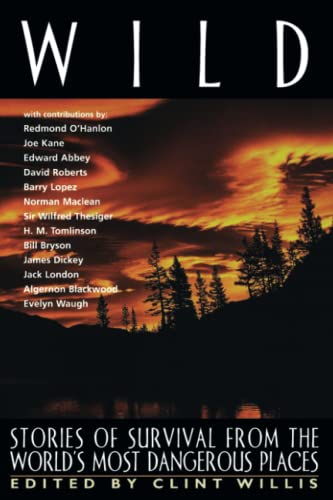 WILD
with contributions by:
Redmond O'Hanlon
Joe Kane
Edward Abbey
David Roberts
Barry Lopez
Norman Maclean
Sir Wilfred Thesiger
H. M. Tomlinson
Bill Bryson
James Dickey
Jack London
Algernon Blackwood
Evelyn Waugh
STORIES OF SURVIVAL FROM THE
WORLD'S MOST DANGEROUS PLACES
EDITED BY CLINT WILLIS